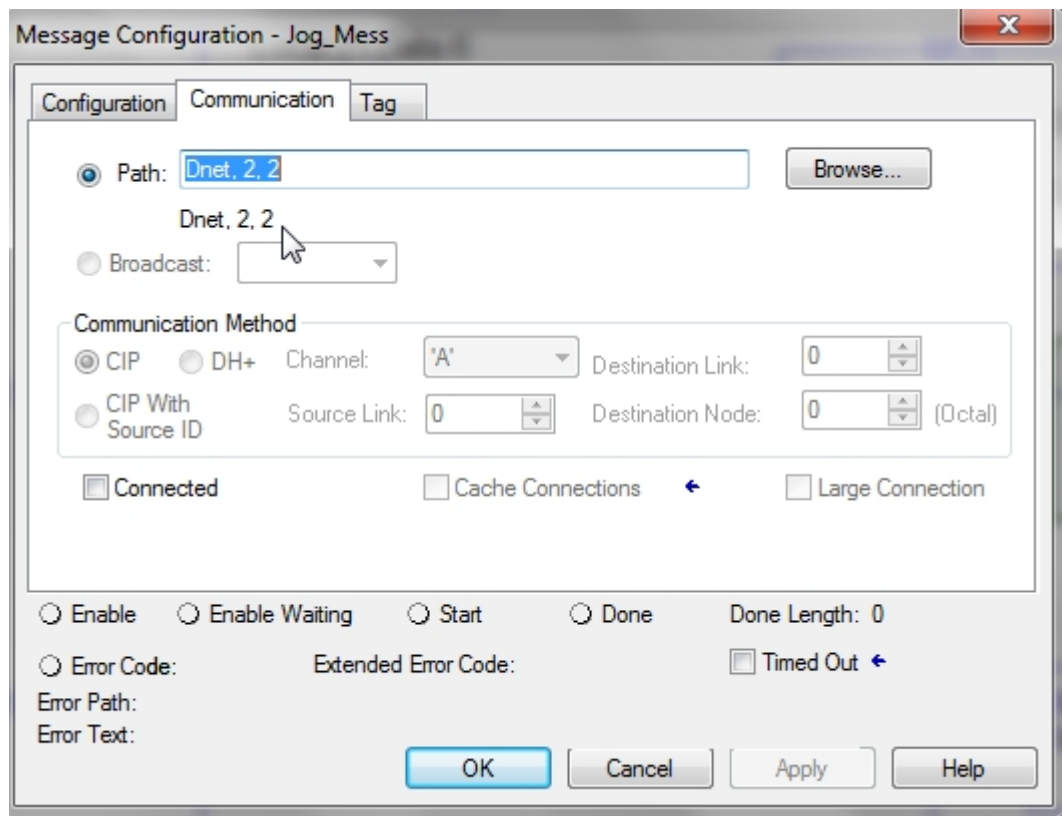 Message Configuration - Jog_Mess
X
Configuration Communication Tag
Path: Dnet, 2, 2 Browse...
Dnet, 2, 2
Broadcast:
Communication Method
CIP DH+ Channel: 'A' Destination Link: 0
CIP With Source ID Source Link: 0 Destination Node: 0 (Octal)
Connected Cache Connections ← Large Connection
Enable Enable Waiting Start Done Done Length: 0
Error Code: Extended Error Code: Timed Out ←
Error Path:
Error Text:
OK Cancel Apply Help